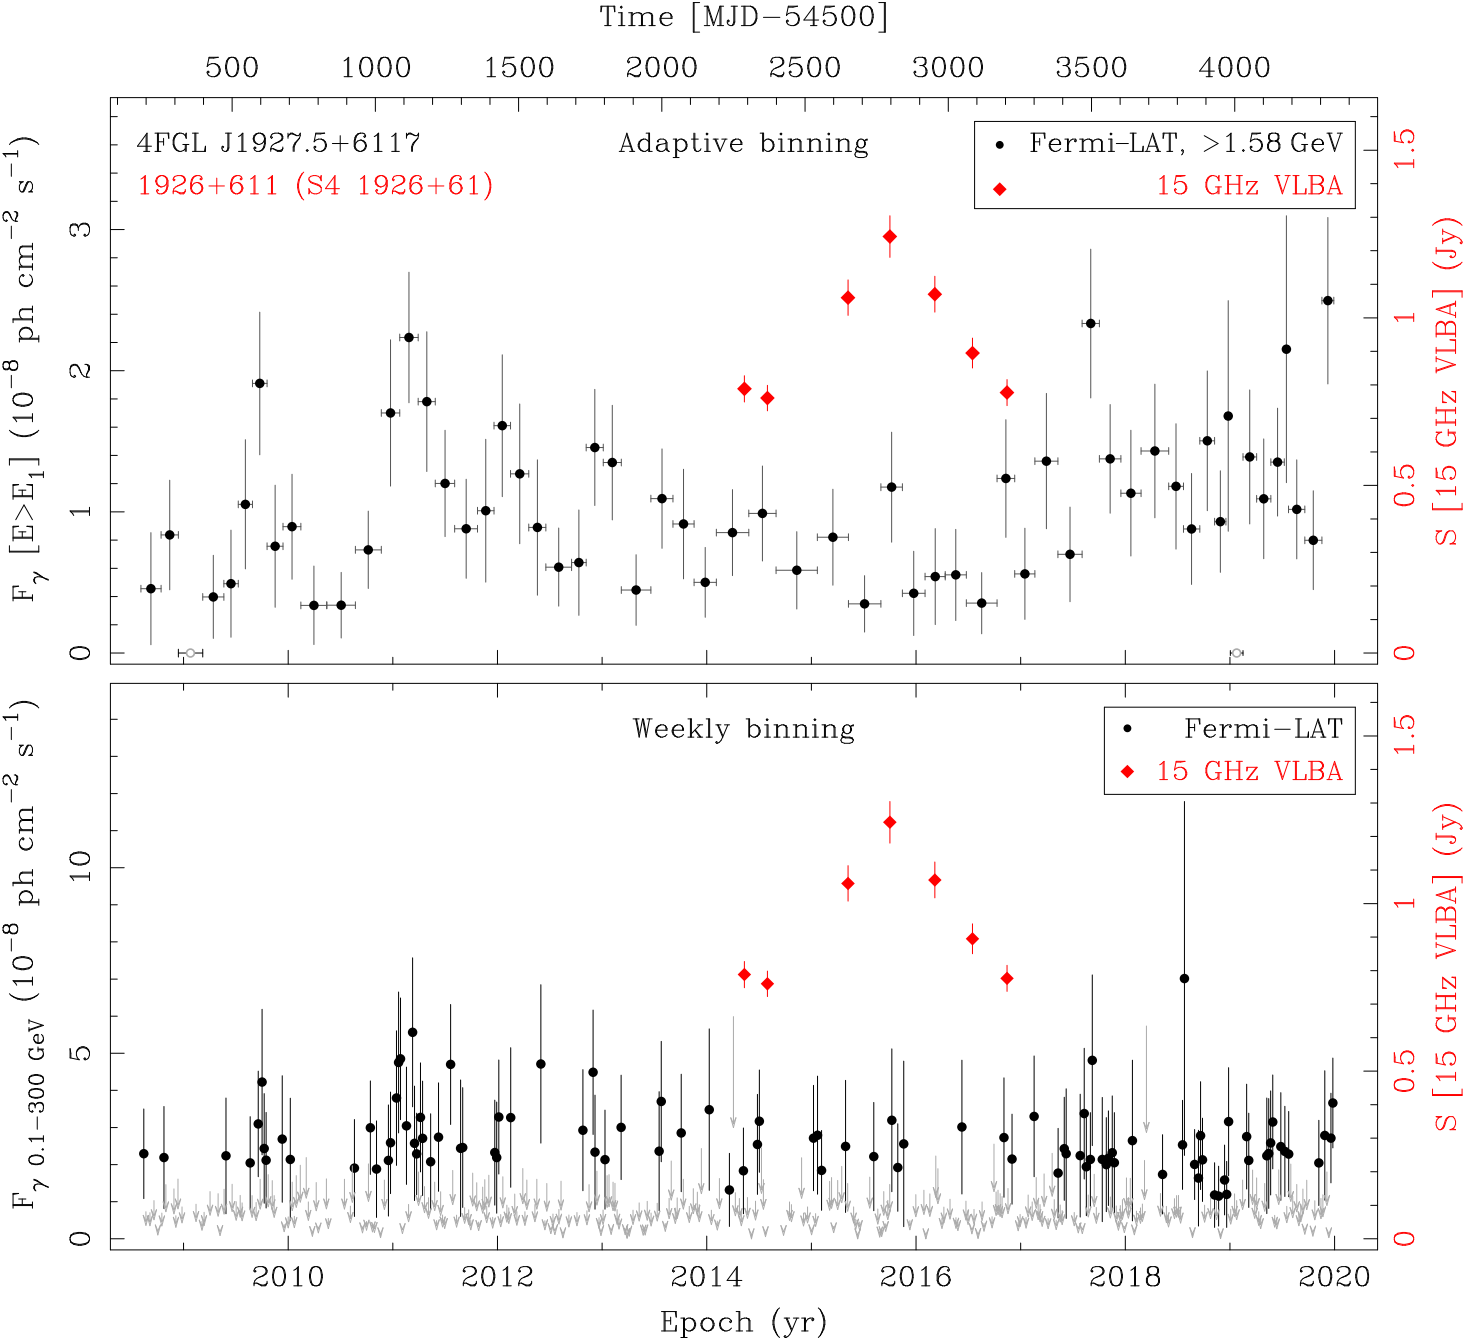 Time [MJD−54500]
500 1000 1500 2000 2500 3000 3500 4000
4FGL J1927.5+6117
1926+611 (S4 1926+61)
Adaptive binning
Fermi−LAT, >1.58 GeV
15 GHz VLBA
F γ [E>E1] (10−8 ph cm−2 s−1)
3
2
1
0
1.5
1
0.5
0
S [15 GHz VLBA] (Jy)
Weekly binning
Fermi−LAT
15 GHz VLBA
F γ 0.1−300 GeV (10−8 ph cm−2 s−1)
10
5
0
1.5
1
0.5
0
S [15 GHz VLBA] (Jy)
2010 2012 2014 2016 2018 2020
Epoch (yr)